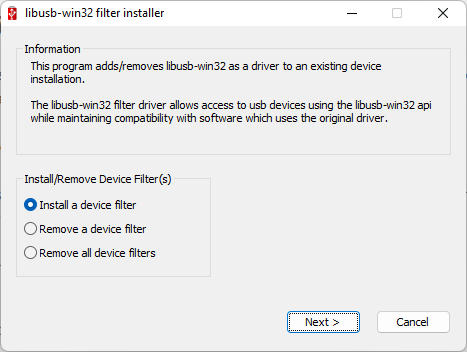 libusb-win32 filter installer
Information
This program adds/removes libusb-win32 as a driver to an existing device
installation.
The libusb-win32 filter driver allows access to usb devices using the libusb-win32 api
while maintaining compatibility with software which uses the original driver.
Install/Remove Device Filter(s)
Install a device filter
Remove a device filter
Remove all device filters
Next >
Cancel